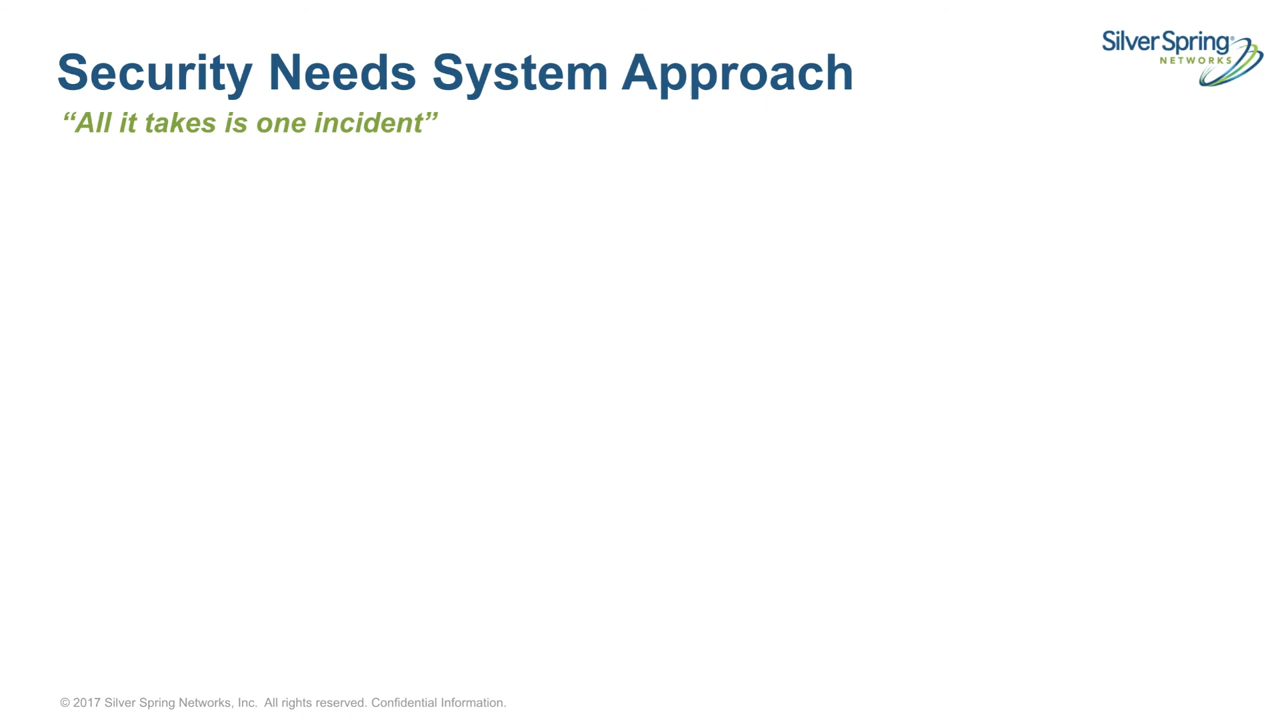 Security Needs System Approach
“All it takes is one incident”
Silver Spring®
NETWORKS
© 2017 Silver Spring Networks, Inc.  All rights reserved. Confidential Information.